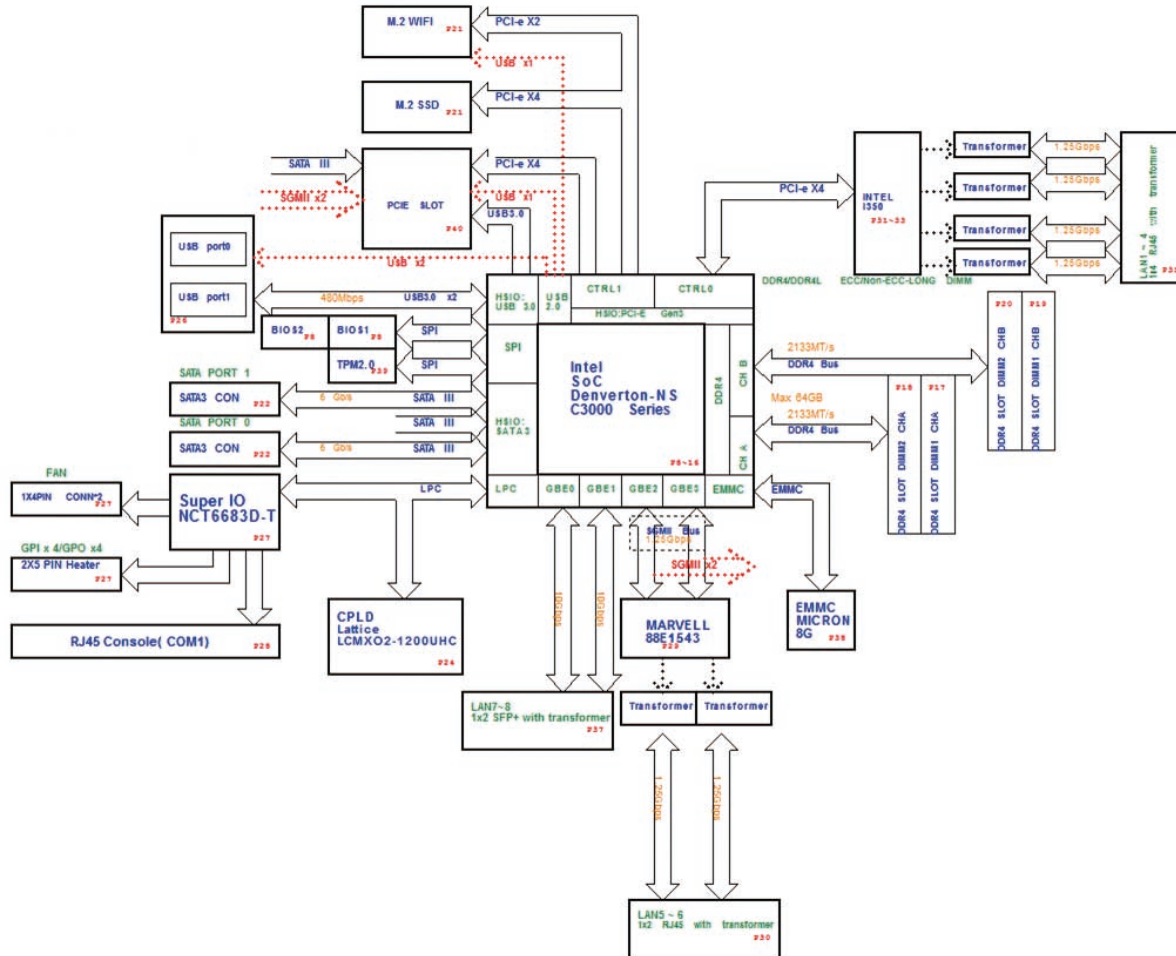 M.2 WIFI
P21
PCI-e X2
USB x1
M.2 SSD
P21
PCI-e X4
SATA III
SGMII x2
PCIE SLOT
P40
PCI-e X4
USB x1
USB3.0
USB port0
USB port1
P26
USB x2
480Mbps
USB3.0 x2
BIOS2
P8
BIOS1
P8
SPI
TPM2.0
P39
SPI
SATA PORT 1
SATA3 CON
P22
6 Gb/s
SATA III
SATA III
SATA PORT 0
SATA3 CON
P22
6 Gb/s
SATA III
FAN
1X4PIN CONN*2
P27
Super IO
NCT6683D-T
P27
LPC
GPI x 4/GPO x4
2X5 PIN Heater
P27
RJ45 Console( COM1)
P28
CPLD
Lattice
LCMXO2-1200UHC
P24
HSIO:
USB 3.0
USB
2.0
CTRL1
CTRL0
HSIO:PCI-E Gen3
SPI
HSIO:
SATA3
LPC
GBE0
GBE1
GBE2
GBE3
EMMC
Intel
SoC
Denverton-NS
C3000 Series
P6~16
DDR4
CH B
CH A
PCI-e X4
INTEL
I350
P31~33
Transformer
Transformer
Transformer
Transformer
1.25Gbps
1.25Gbps
1.25Gbps
1.25Gbps
LAN1 ~ 4
1x4 RJ45 with transformer
DDR4/DDR4L
ECC/Non-ECC-LONG DIMM
2133MT/s
DDR4 Bus
Max 64GB
2133MT/s
DDR4 Bus
P20
DDR4 SLOT DIMM2 CHB
P19
DDR4 SLOT DIMM1 CHB
P18
DDR4 SLOT DIMM2 CHA
P17
DDR4 SLOT DIMM1 CHA
EMMC
EMMC
MICRON
8G
P38
SGMII Bus
1.25Gbps
SGMII x2
10Gbps
10Gbps
MARVELL
88E1543
P29
Transformer
Transformer
LAN7~8
1x2 SFP+ with transformer
P37
1.25Gbps
1.25Gbps
LAN5 ~ 6
1x2 RJ45 with transformer
P30